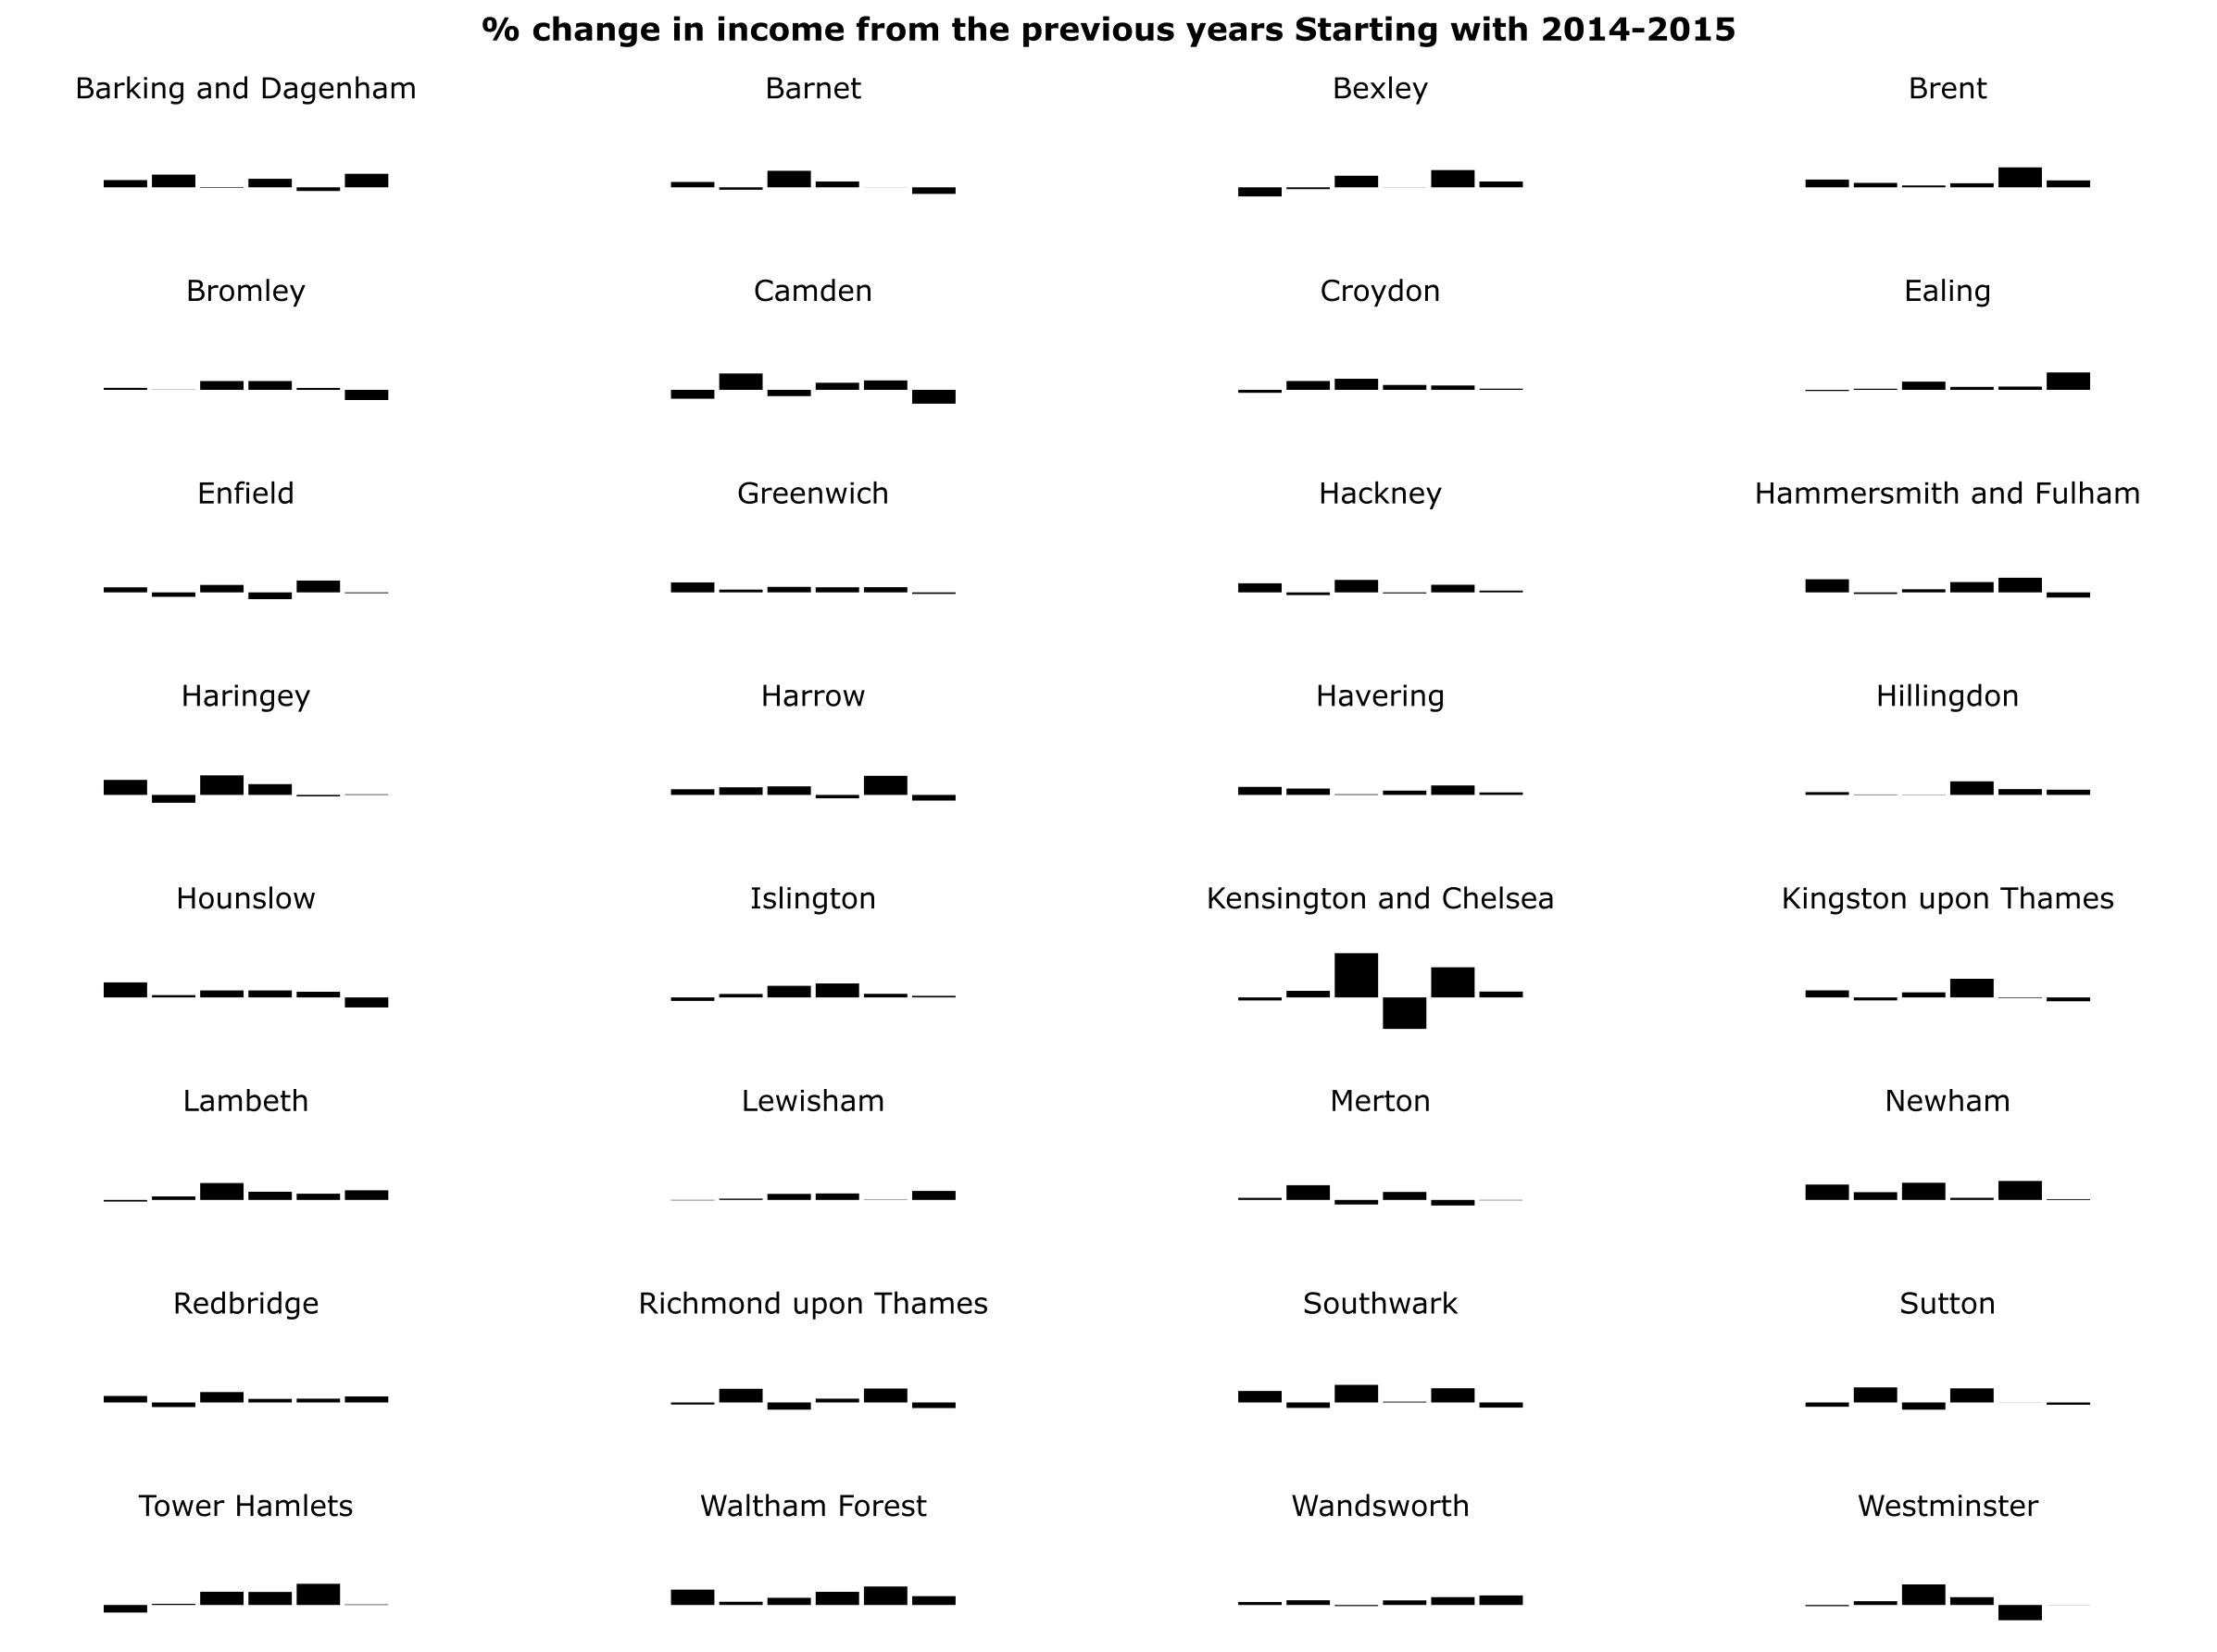 % change in income from the previous years Starting with 2014-2015
Barking and Dagenham
Barnet
Bexley
Brent
Bromley
Camden
Croydon
Ealing
Enfield
Greenwich
Hackney
Hammersmith and Fulham
Haringey
Harrow
Havering
Hillingdon
Hounslow
Islington
Kensington and Chelsea
Kingston upon Thames
Lambeth
Lewisham
Merton
Newham
Redbridge
Richmond upon Thames
Southwark
Sutton
Tower Hamlets
Waltham Forest
Wandsworth
Westminster